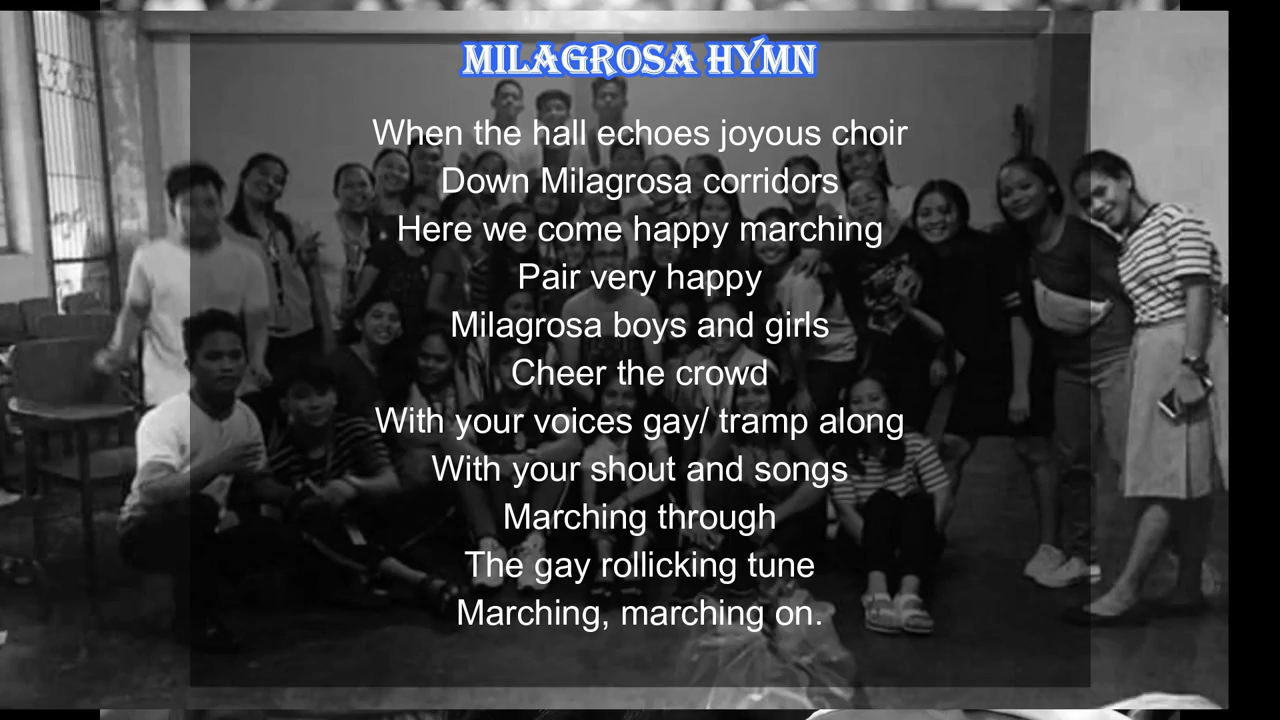 MILAGROSA HYMN
When the hall echoes joyous choir
Down Milagrosa corridors
Here we come happy marching
Pair very happy
Milagrosa boys and girls
Cheer the crowd
With your voices gay/ tramp along
With your shout and songs
Marching through
The gay rollicking tune
Marching, marching on.